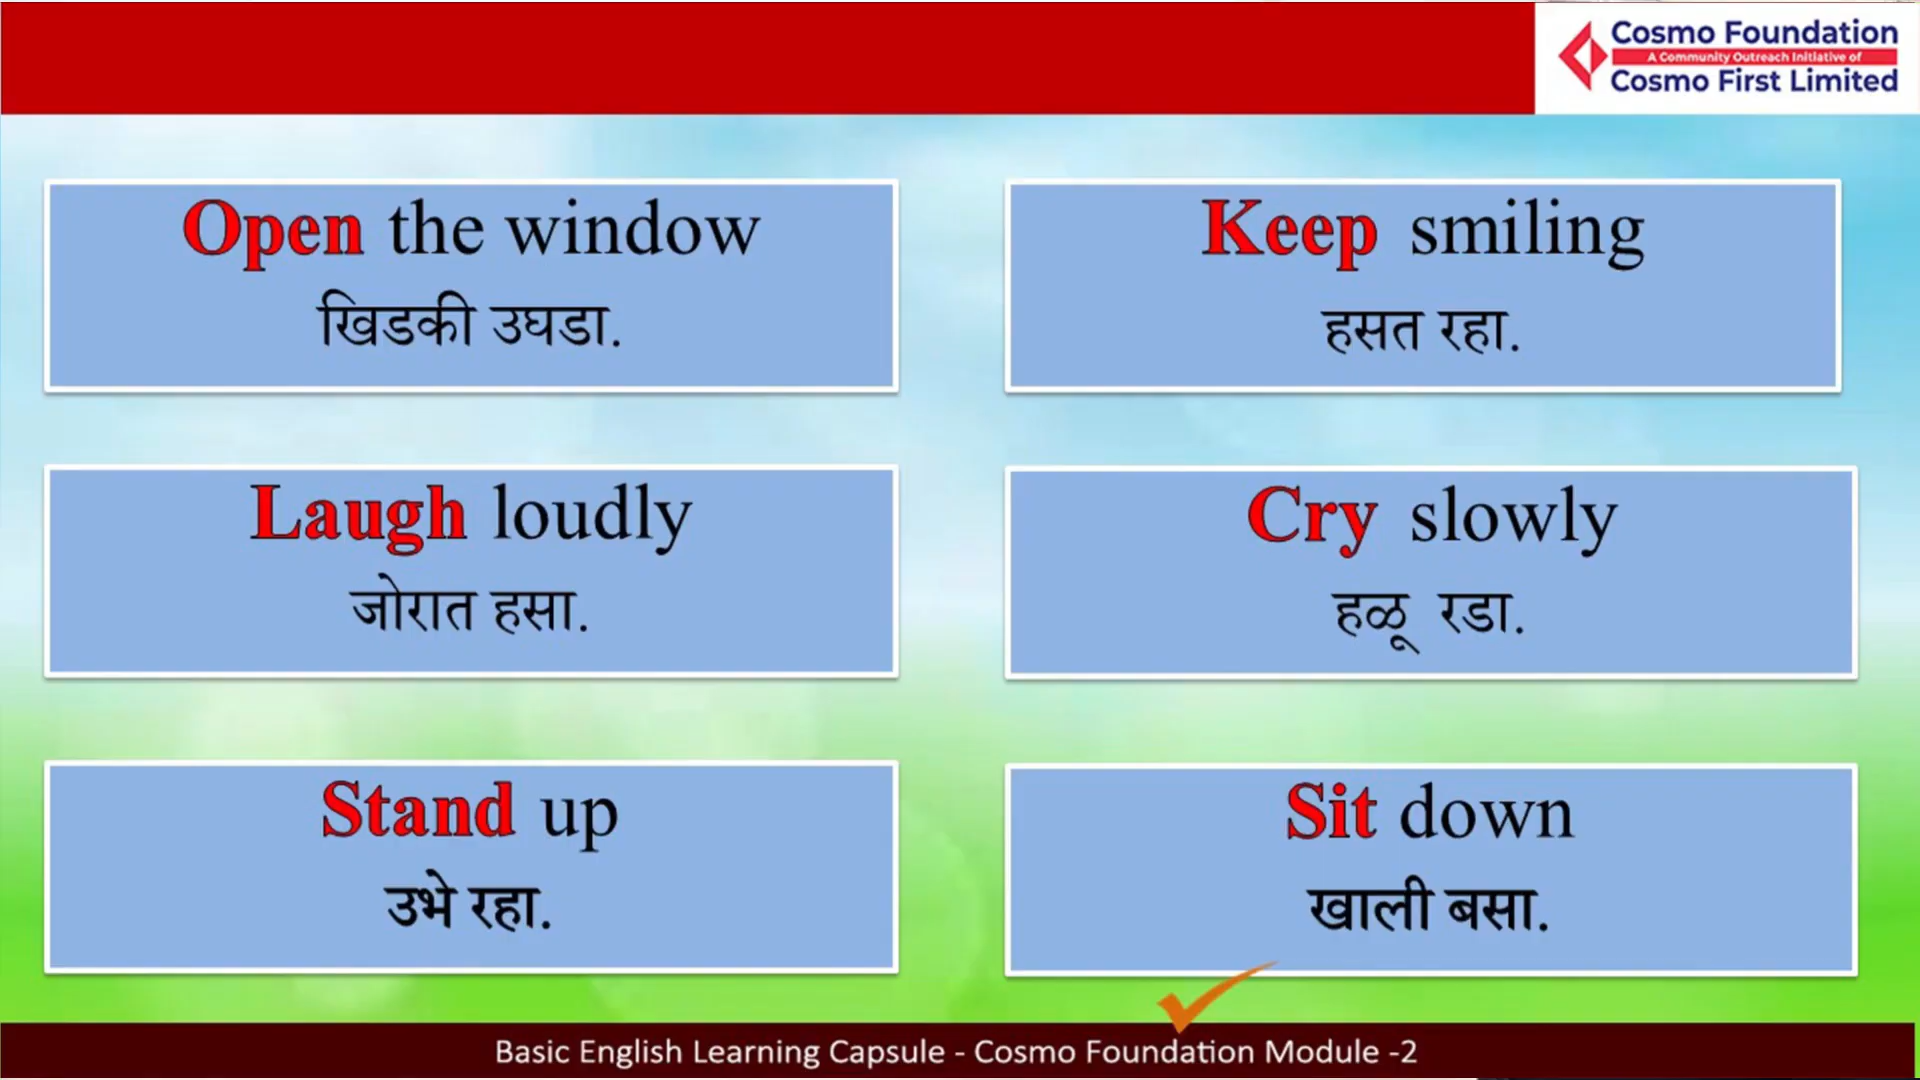 Cosmo Foundation
A Community Outreach Initiative of
Cosmo First Limited
Open the window
खिडकी उघडा.
Keep smiling
हसत रहा.
Laugh loudly
जोरात हसा.
Cry slowly
हळू रडा.
Stand up
उभे रहा.
Sit down
खाली बसा.
Basic English Learning Capsule - Cosmo Foundation Module -2